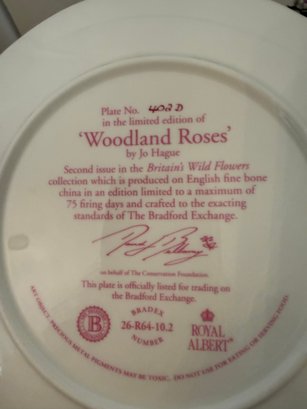 Plate No. 402 D
in the limited edition of
'Woodland Roses'
by Jo Hague
Second issue in the Britain's Wild Flowers
collection which is produced on English fine bone
china in an edition limited to a maximum of
75 firing days and crafted to the exacting
standards of The Bradford Exchange.
on behalf of The Conservation Foundation.
This plate is officially listed for trading on
the Bradford Exchange.
B
BRADEX
26-R64-10.2
NUMBER
ROYAL
ALBERT®
ART OBJECT: PRECIOUS METAL PIGMENTS MAY BE TOXIC. DO NOT USE FOR EATING OR SERVING FOOD.